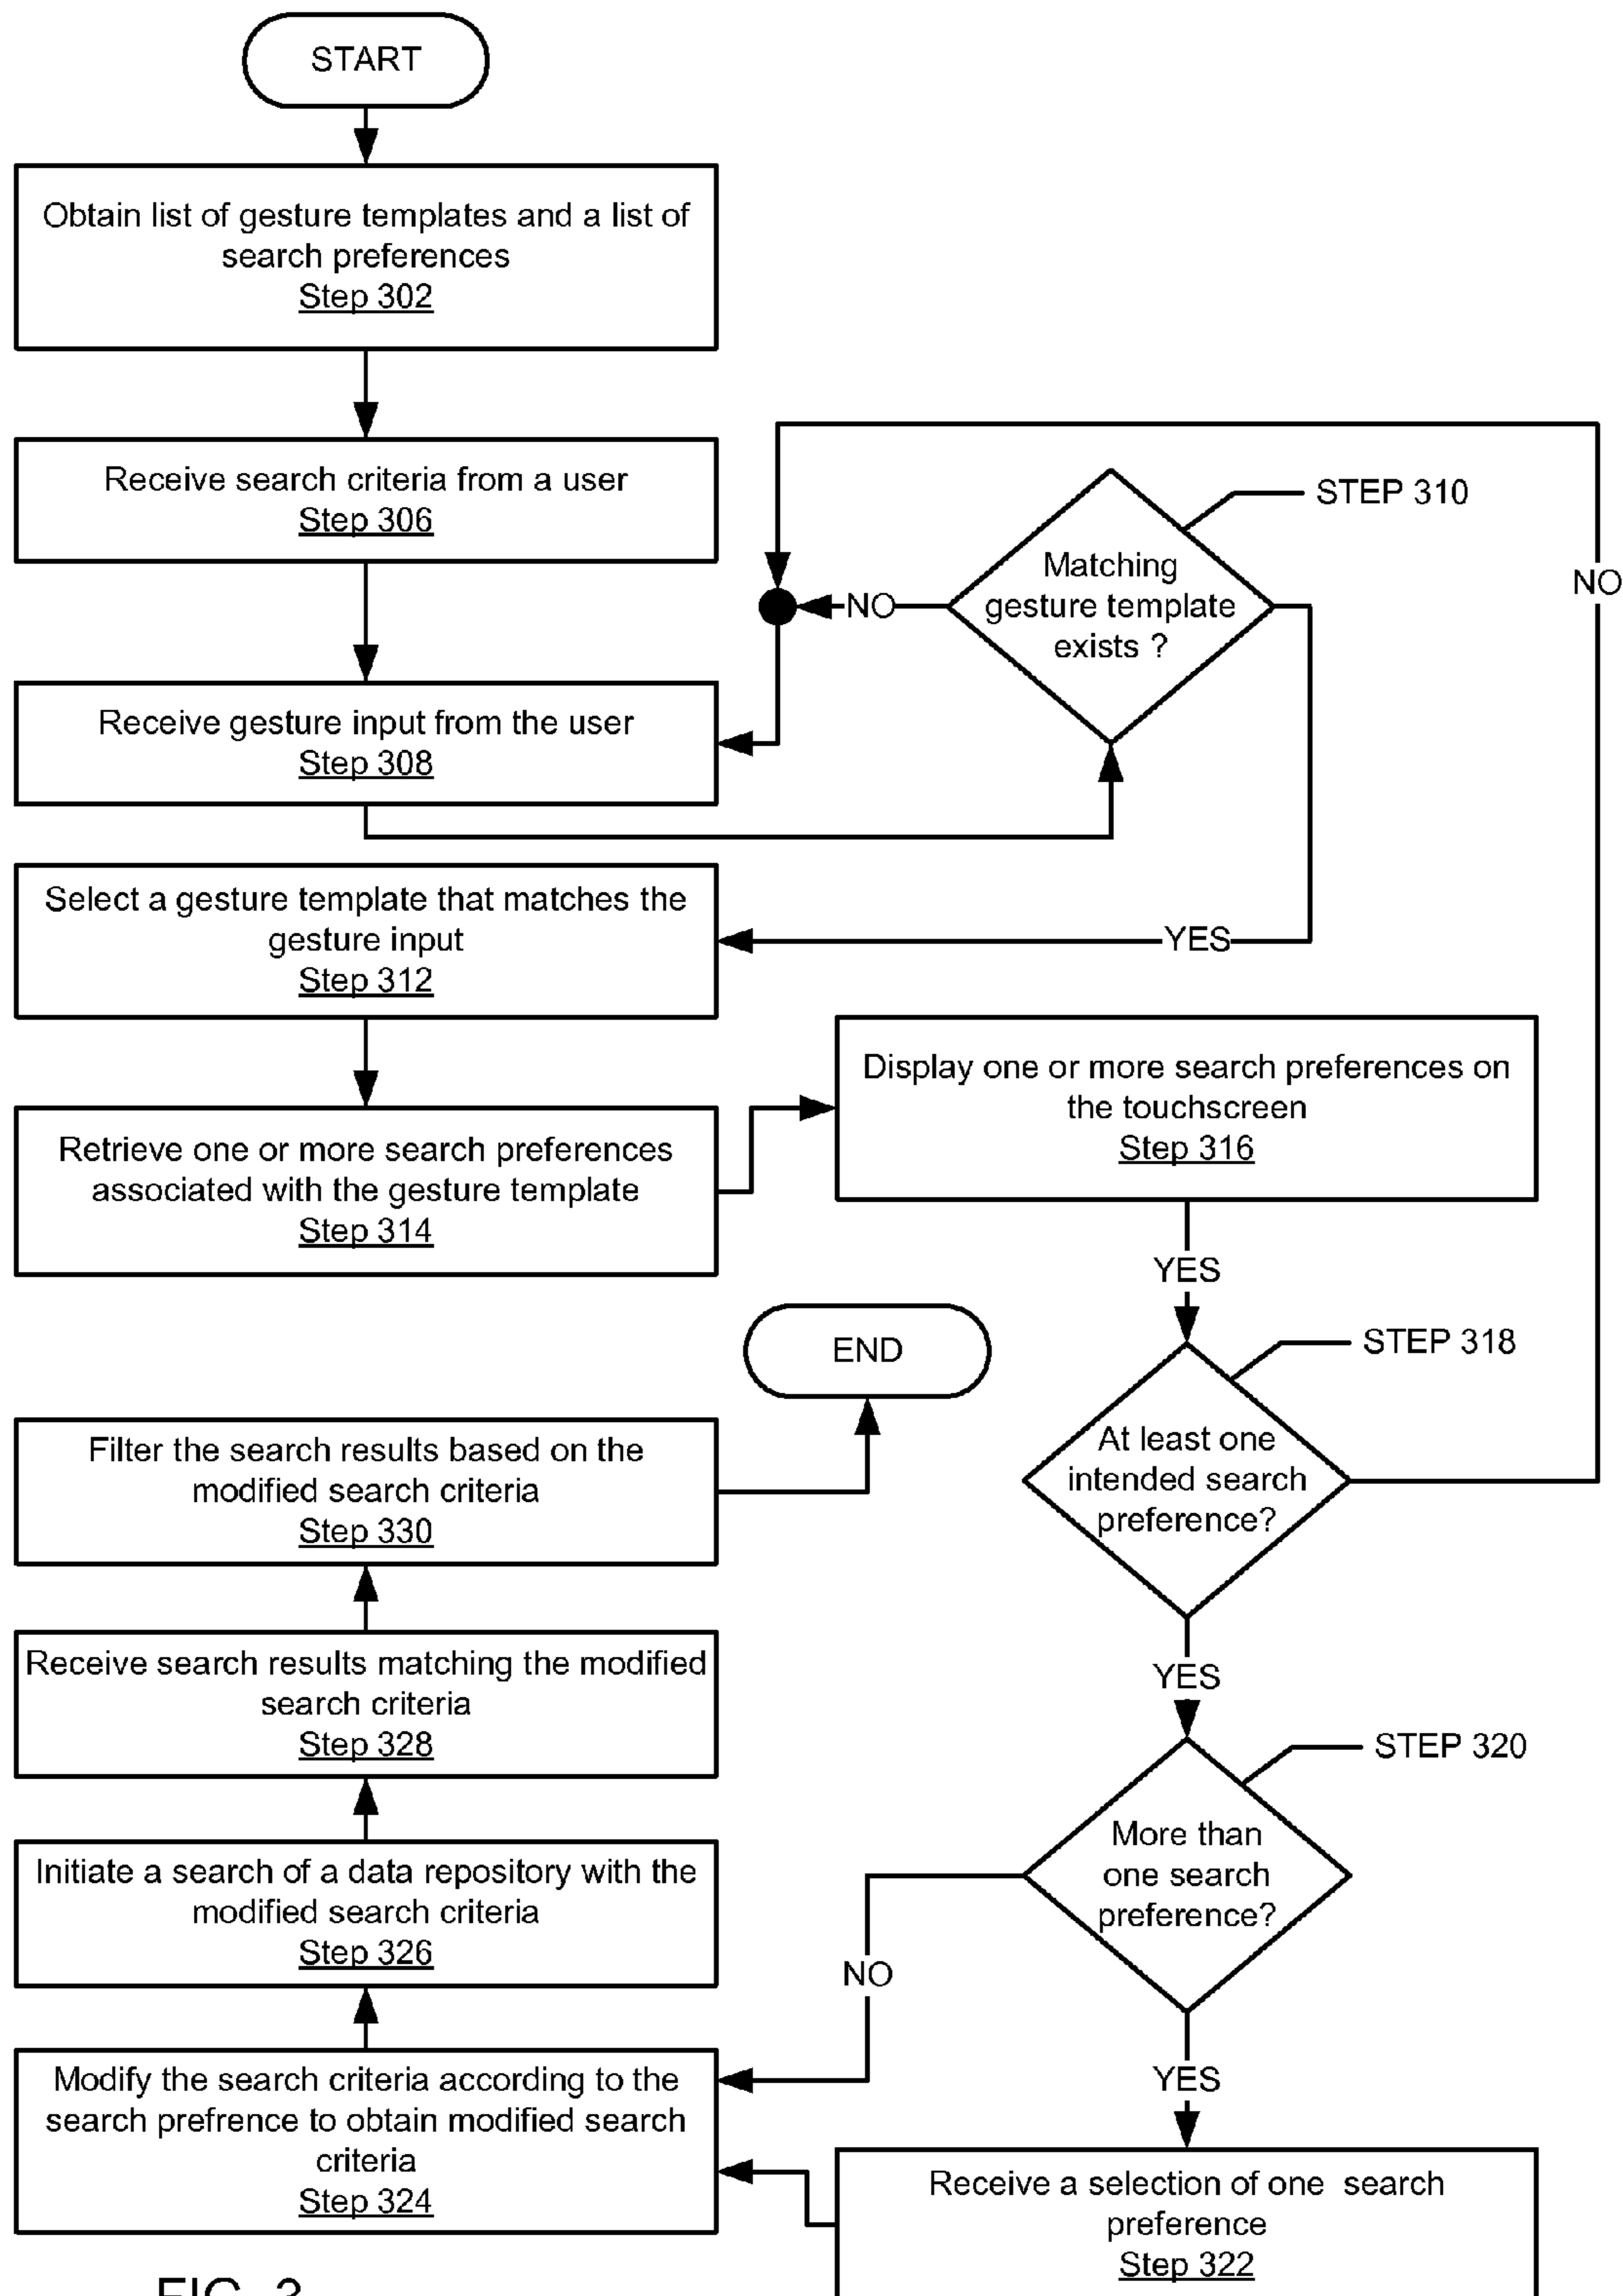 START
Obtain list of gesture templates and a list of
search preferences
Step 302
Receive search criteria from a user
Step 306
STEP 310
Matching
gesture template
exists ?
NO
NO
Receive gesture input from the user
Step 308
Select a gesture template that matches the
gesture input
Step 312
YES
Display one or more search preferences on
the touchscreen
Step 316
Retrieve one or more search preferences
associated with the gesture template
Step 314
YES
END
STEP 318
At least one
intended search
preference?
Filter the search results based on the
modified search criteria
Step 330
YES
Receive search results matching the modified
search criteria
Step 328
STEP 320
More than
one search
preference?
Initiate a search of a data repository with the
modified search criteria
Step 326
NO
YES
Modify the search criteria according to the
search prefrence to obtain modified search
criteria
Step 324
Receive a selection of one search
preference
Step 322
FIG. 3